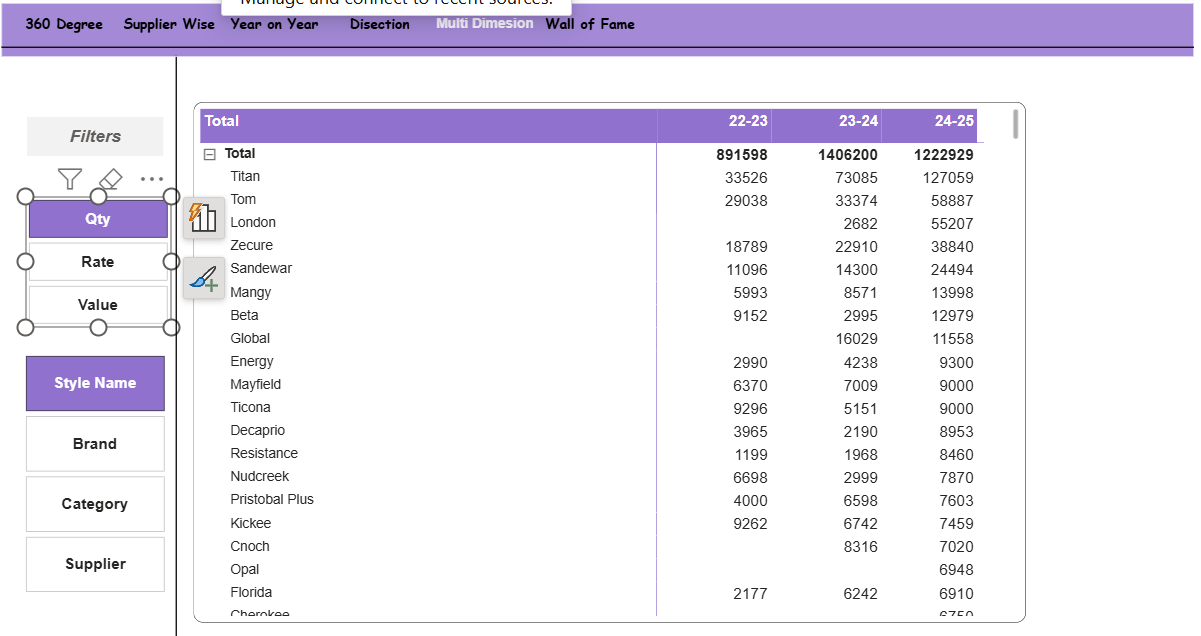 Manage and connect to recent sources.
360 Degree Supplier Wise Year on Year Disection Multi Dimesion Wall of Fame
Filters
Qty
Rate
Value
Style Name
Brand
Category
Supplier
Total 22-23 23-24 24-25
Total 891598 1406200 1222929
Titan 33526 73085 127059
Tom 29038 33374 58887
London 2682 55207
Zecure 18789 22910 38840
Sandewar 11096 14300 24494
Mangy 5993 8571 13998
Beta 9152 2995 12979
Global 16029 11558
Energy 2990 4238 9300
Mayfield 6370 7009 9000
Ticona 9296 5151 9000
Decaprio 3965 2190 8953
Resistance 1199 1968 8460
Nudcreek 6698 2999 7870
Pristobal Plus 4000 6598 7603
Kickee 9262 6742 7459
Cnoch 8316 7020
Opal 6948
Florida 2177 6242 6910
Cherokee 6750